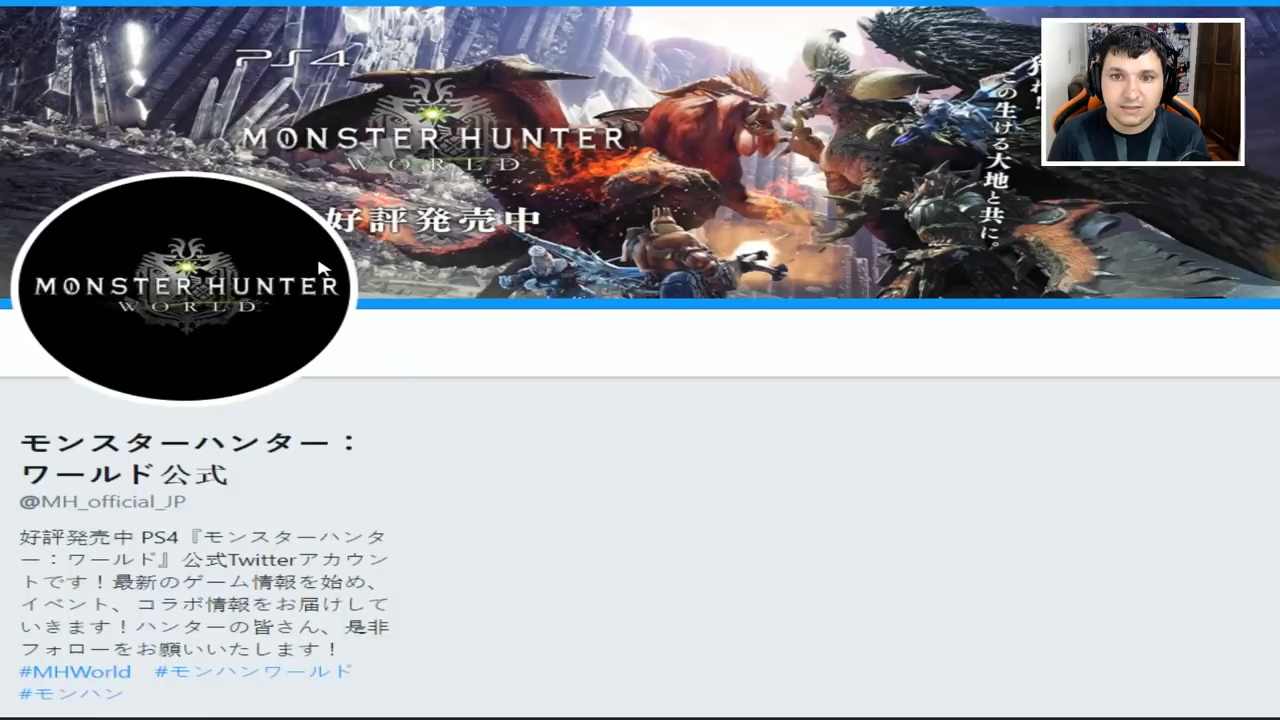 PS4
MONSTER HUNTER
WORLD
好評発売中
狩れ!
この生ける大地と共に。
MONSTER HUNTER
WORLD
モンスターハンター：
ワールド公式
@MH_official_JP
好評発売中 PS4『モンスターハンタ
ー：ワールド』公式Twitterアカウン
トです！最新のゲーム情報を始め、
イベント、コラボ情報をお届けして
いきます！ハンターの皆さん、是非
フォローをお願いいたします！
#MHWorld #モンハンワールド
#モンハン